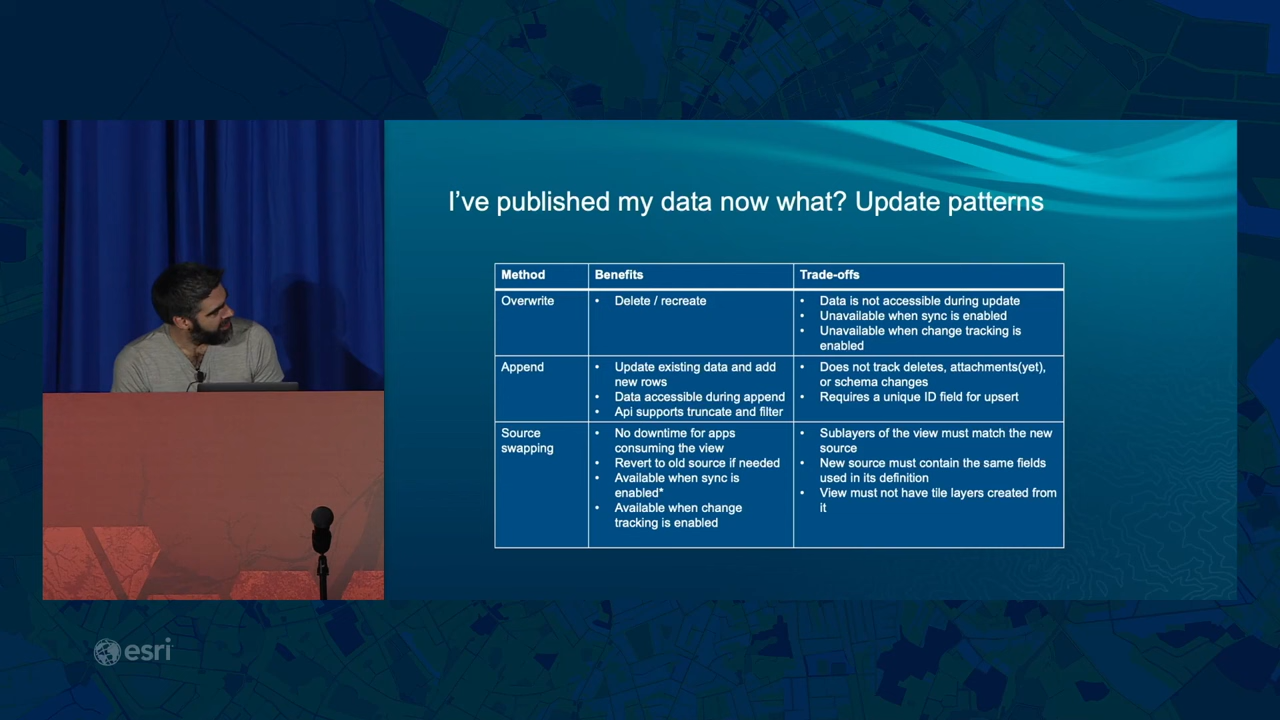 I've published my data now what? Update patterns
Method Benefits Trade-offs
Overwrite
• Delete / recreate
• Data is not accessible during update
• Unavailable when sync is enabled
• Unavailable when change tracking is
enabled
Append
• Update existing data and add
new rows
• Data accessible during append
• Api supports truncate and filter
• Does not track deletes, attachments(yet),
or schema changes
• Requires a unique ID field for upsert
Source
swapping
• No downtime for apps
consuming the view
• Revert to old source if needed
• Available when sync is
enabled*
• Available when change
tracking is enabled
• Sublayers of the view must match the new
source
• New source must contain the same fields
used in its definition
• View must not have tile layers created from
it
esri